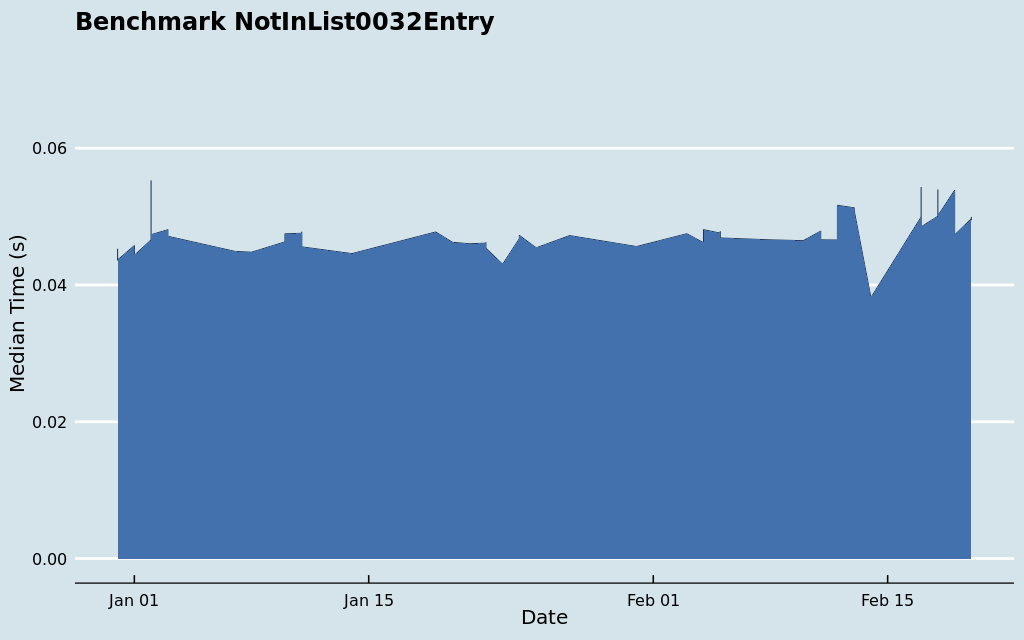 Benchmark NotInList0032Entry
0.06
0.04
0.02
0.00
Median Time (s)
Jan 01
Jan 15
Feb 01
Feb 15
Date